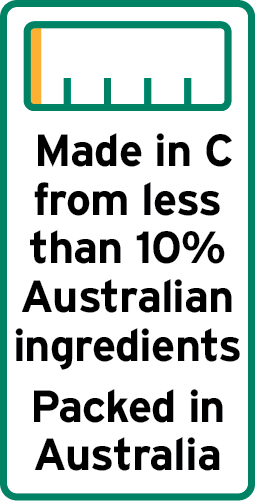 Made in C
from less
than 10%
Australian
ingredients
Packed in
Australia